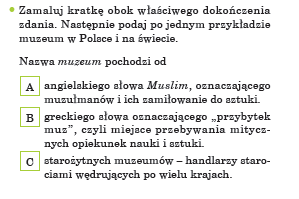 • Zamaluj kratkę obok właściwego dokończenia
zdania. Następnie podaj po jednym przykładzie
muzeum w Polsce i na świecie.
Nazwa muzeum pochodzi od
A angielskiego słowa Muslim, oznaczającego
muzułmanów i ich zamiłowanie do sztuki.
B greckiego słowa oznaczającego „przybytek
muz”, czyli miejsce przebywania mitycz-
nych opiekunek nauki i sztuki.
C starożytnych muzeumów – handlarzy staro-
ciami wędrujących po wielu krajach.